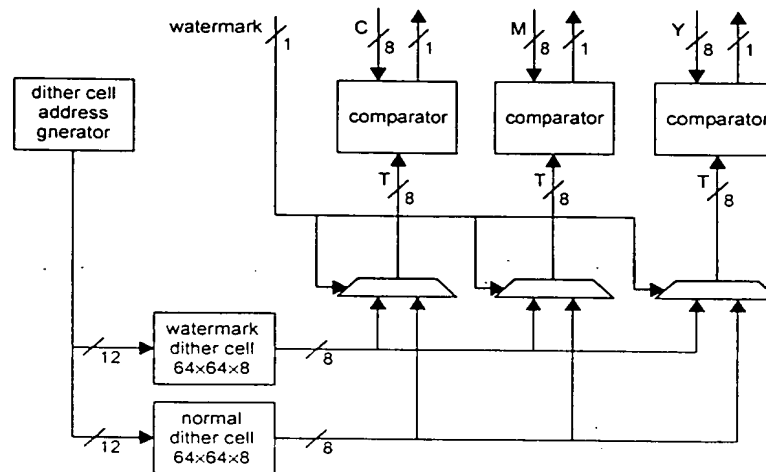 watermark 1 C 8 1 M 8 1 Y 8 1
dither cell
address
gnerator
comparator comparator comparator
T 8 T 8 T 8
watermark
dither cell
64×64×8
12 8
normal
dither cell
64×64×8
12 8